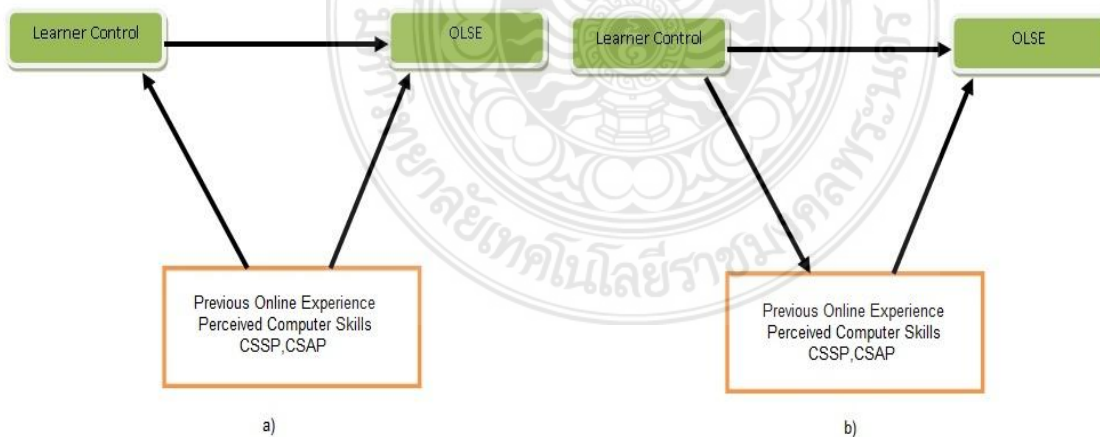 Learner Control
OLSE
Previous Online Experience
Perceived Computer Skills
CSSP,CSAP
a)
Learner Control
OLSE
Previous Online Experience
Perceived Computer Skills
CSSP,CSAP
b)